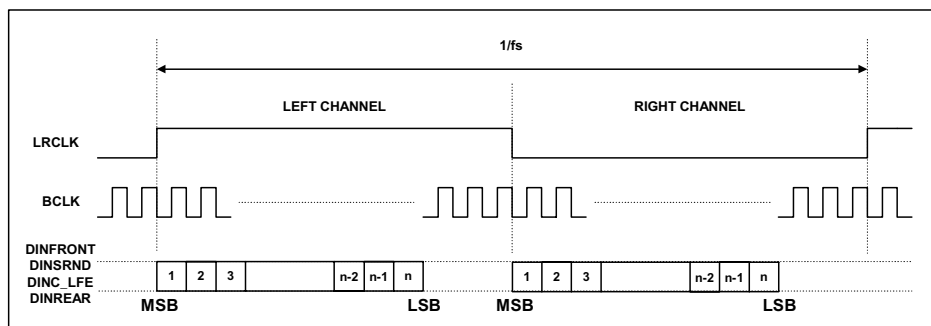 1/fs
LEFT CHANNEL RIGHT CHANNEL
LRCLK
BCLK
DINFRONT
DINSRND
DINC_LFE
DINREAR
1 2 3 n-2 n-1 n 1 2 3 n-2 n-1 n
MSB LSB MSB LSB